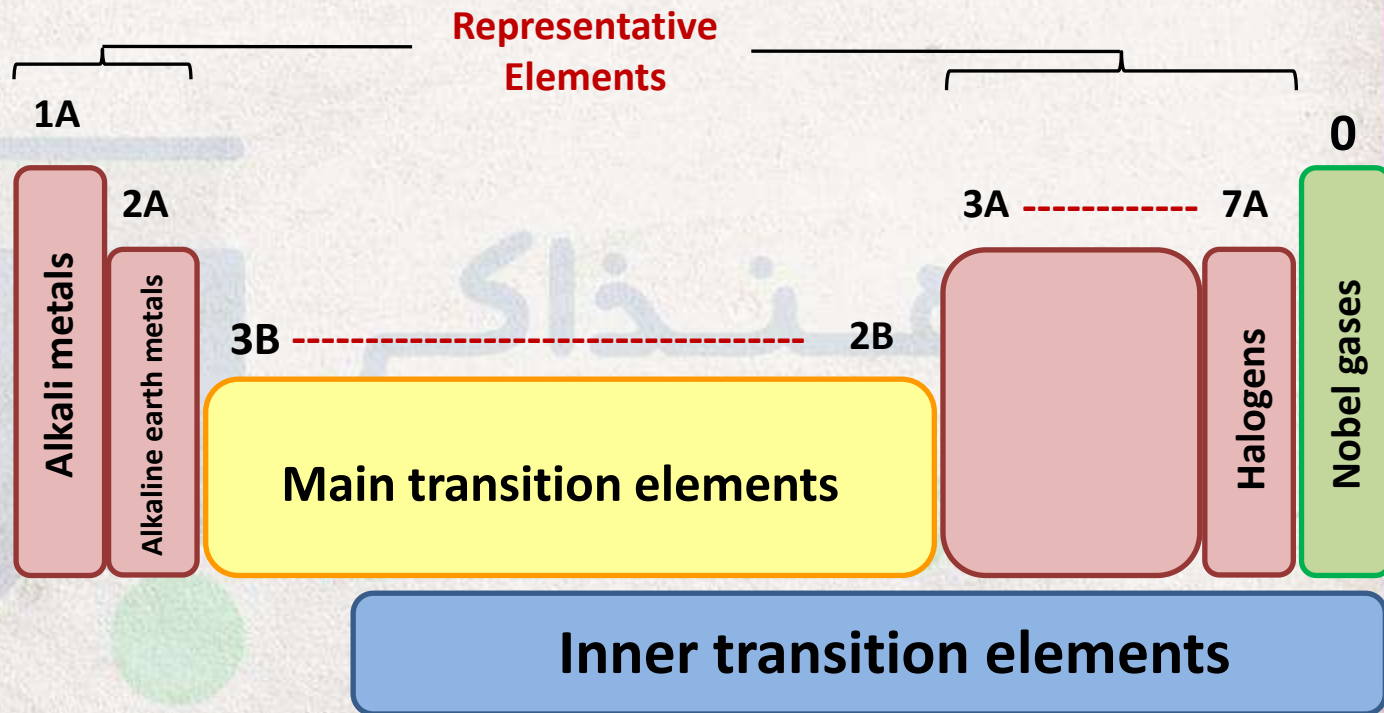 Representative
Elements
1A
0
2A
3A ------------ 7A
3B ---------------------------------- 2B
Alkali metals
Alkaline earth metals
Main transition elements
Halogens
Nobel gases
Inner transition elements